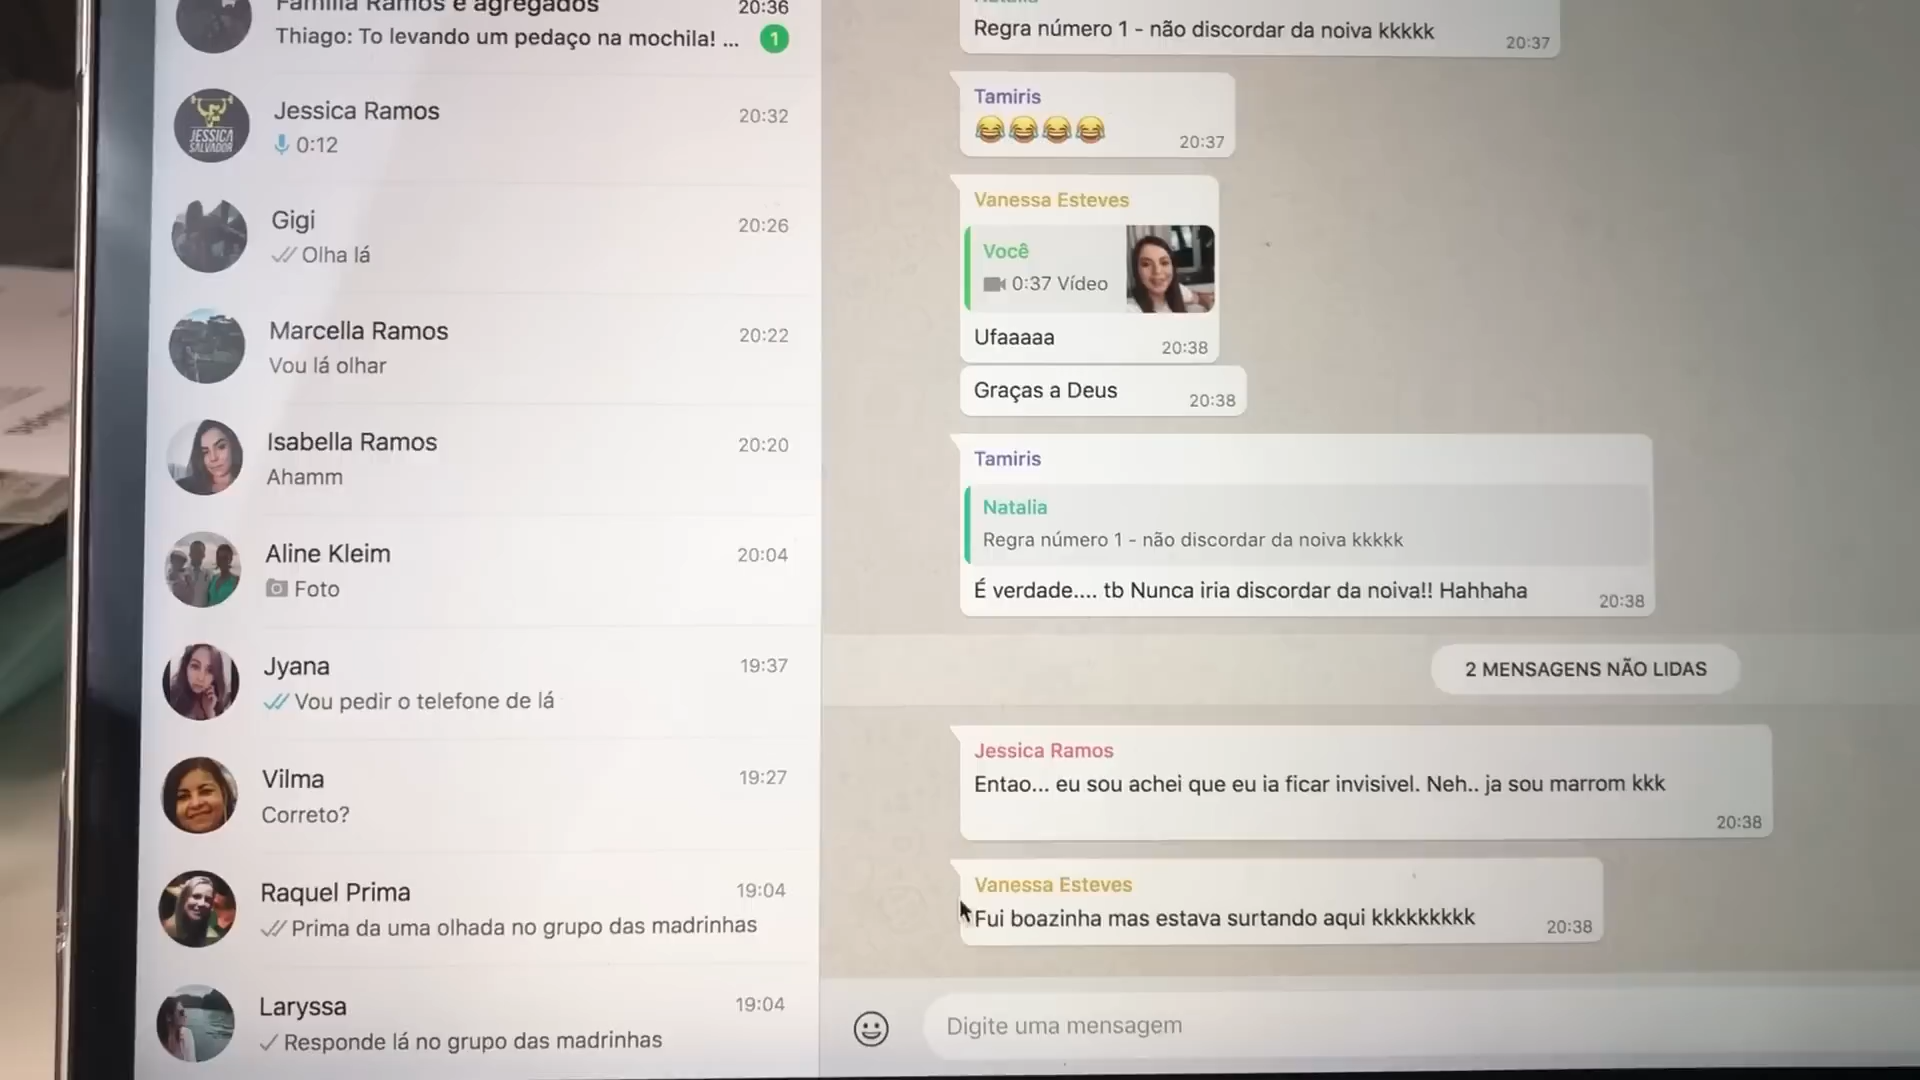 Família Ramos e agregados
20:36
Thiago: To levando um pedaço na mochila! ...
1
Jessica Ramos
20:32
0:12
JESSICA
SALVADOR
Gigi
20:26
Olha lá
Marcella Ramos
20:22
Vou lá olhar
Isabella Ramos
20:20
Ahamm
Aline Kleim
20:04
Foto
Jyana
19:37
Vou pedir o telefone de lá
Vilma
19:27
Correto?
Raquel Prima
19:04
Prima da uma olhada no grupo das madrinhas
Laryssa
19:04
Responde lá no grupo das madrinhas
Natalia
Regra número 1 - não discordar da noiva kkkkk
20:37
Tamiris
😂😂😂😂
20:37
Vanessa Esteves
Você
0:37 Vídeo
Ufaaaaa
20:38
Graças a Deus
20:38
Tamiris
Natalia
Regra número 1 - não discordar da noiva kkkkk
É verdade.... tb Nunca iria discordar da noiva!! Hahhaha
20:38
2 MENSAGENS NÃO LIDAS
Jessica Ramos
Entao... eu sou achei que eu ia ficar invisivel. Neh.. ja sou marrom kkk
20:38
Vanessa Esteves
Fui boazinha mas estava surtando aqui kkkkkkkkk
20:38
Digite uma mensagem